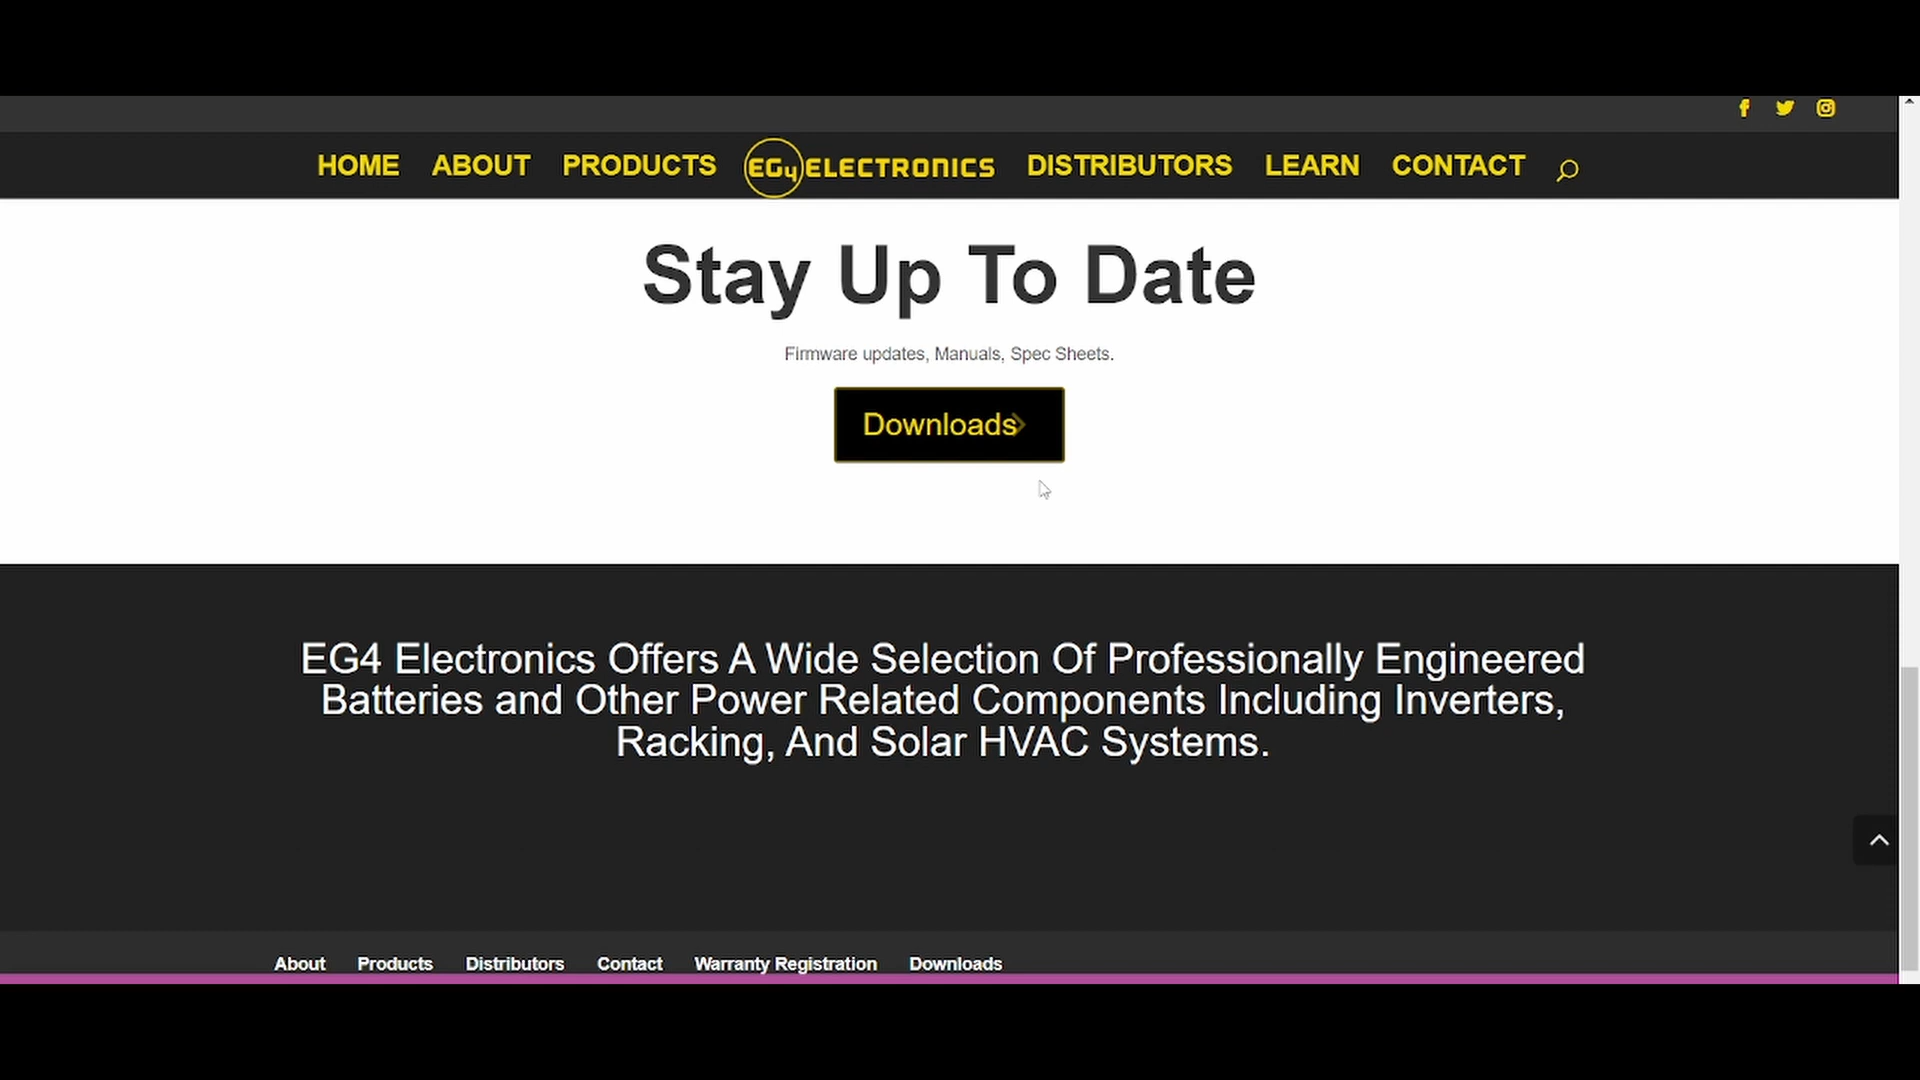 HOME ABOUT PRODUCTS EG4 ELECTRONICS DISTRIBUTORS LEARN CONTACT
Stay Up To Date
Firmware updates, Manuals, Spec Sheets.
Downloads
EG4 Electronics Offers A Wide Selection Of Professionally Engineered
Batteries and Other Power Related Components Including Inverters,
Racking, And Solar HVAC Systems.
About Products Distributors Contact Warranty Registration Downloads